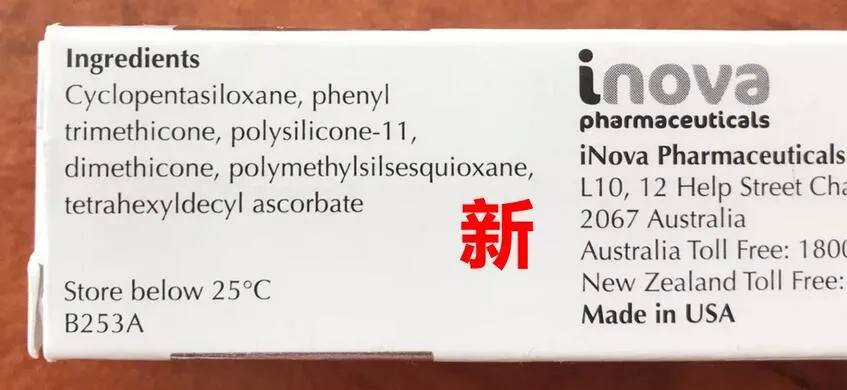 Ingredients
Cyclopentasiloxane, phenyl
trimethicone, polysilicone-11,
dimethicone, polymethylsilsesquioxane,
tetrahexyldecyl ascorbate
新
Store below 25°C
B253A
inova
pharmaceuticals
iNova Pharmaceuticals
L10, 12 Help Street
2067 Australia
Australia Toll Free: 1800
New Zealand Toll Free:
Made in USA